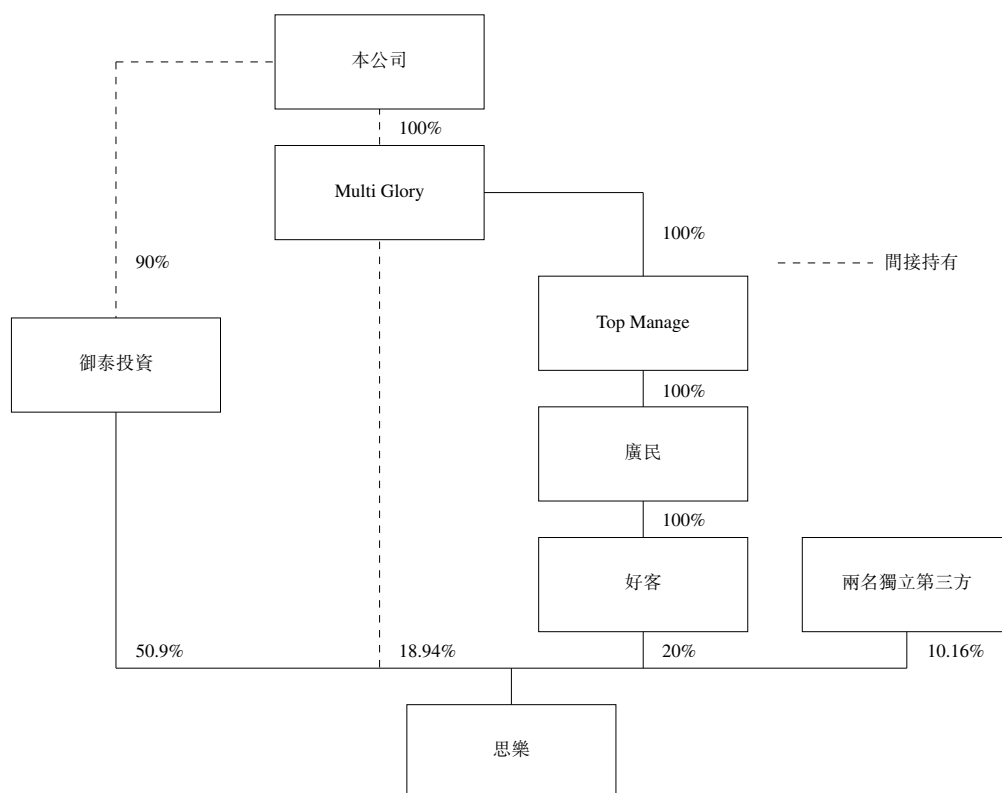 本公司
100%
Multi Glory
100%
90%
間接持有
Top Manage
御泰投資
100%
廣民
100%
好客
兩名獨立第三方
50.9%
18.94%
20%
10.16%
思樂